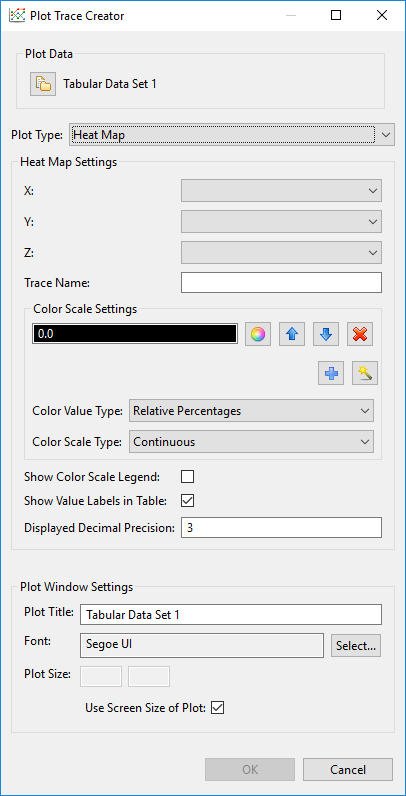 Plot Trace Creator
Plot Data
Tabular Data Set 1
Plot Type: Heat Map
Heat Map Settings
X:
Y:
Z:
Trace Name:
Color Scale Settings
0.0
Color Value Type: Relative Percentages
Color Scale Type: Continuous
Show Color Scale Legend:
Show Value Labels in Table:
Displayed Decimal Precision: 3
Plot Window Settings
Plot Title: Tabular Data Set 1
Font: Segoe UI Select...
Plot Size:
Use Screen Size of Plot:
OK Cancel